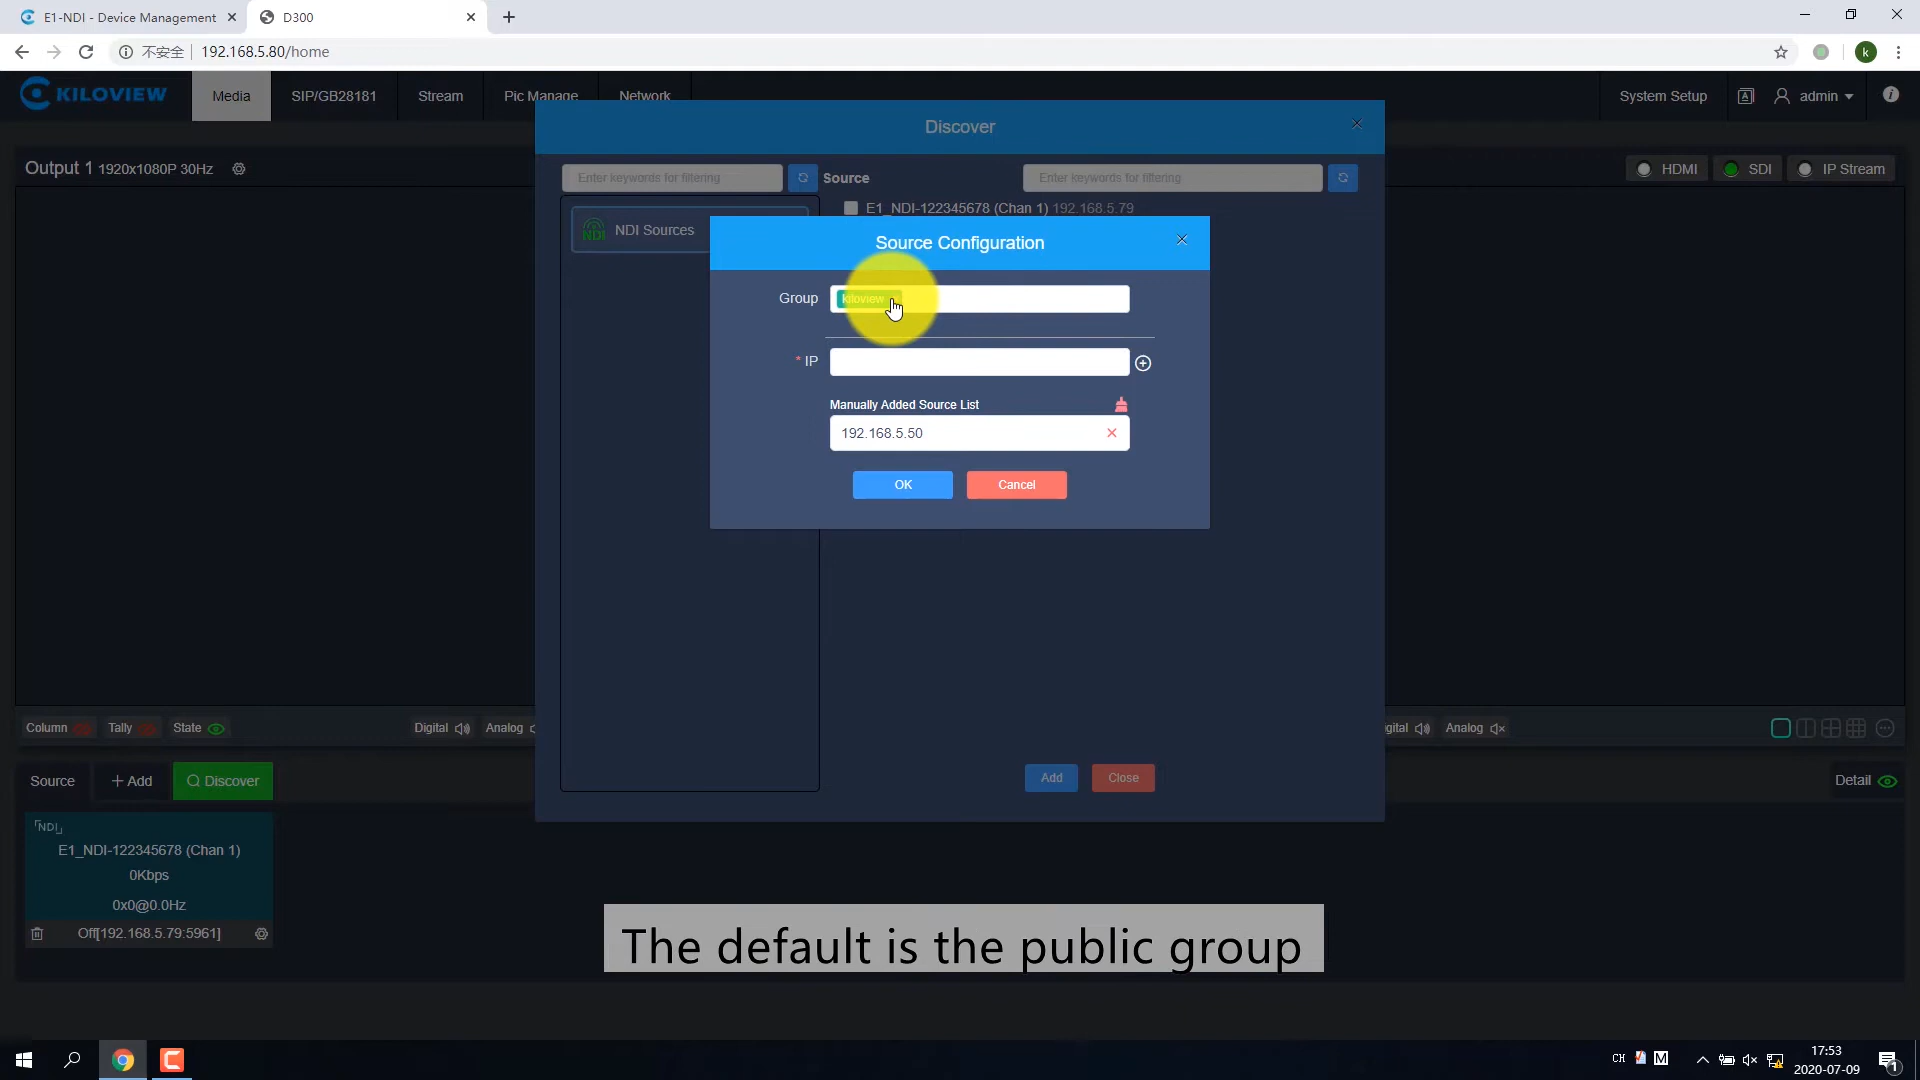 E1-NDI - Device Management
D300
不安全
192.168.5.80/home
KILOVIEW
Media
SIP/GB28181
Stream
Pic Manage
Network
System Setup
admin
Discover
Output 1 1920x1080P 30Hz
HDMI
SDI
IP Stream
Enter keywords for filtering
Source
Enter keywords for filtering
E1_NDI-122345678 (Chan 1) 192.168.5.79
NDI
NDI Sources
Source Configuration
Group
kiloview
* IP
Manually Added Source List
192.168.5.50
OK
Cancel
Column
Tally
State
Digital
Analog
gital
Analog
Add
Close
Source
+ Add
Discover
Detail
NDI
E1_NDI-122345678 (Chan 1)
0Kbps
0x0@0.0Hz
Off[192.168.5.79:5961]
The default is the public group
CH
M
17:53
2020-07-09
1